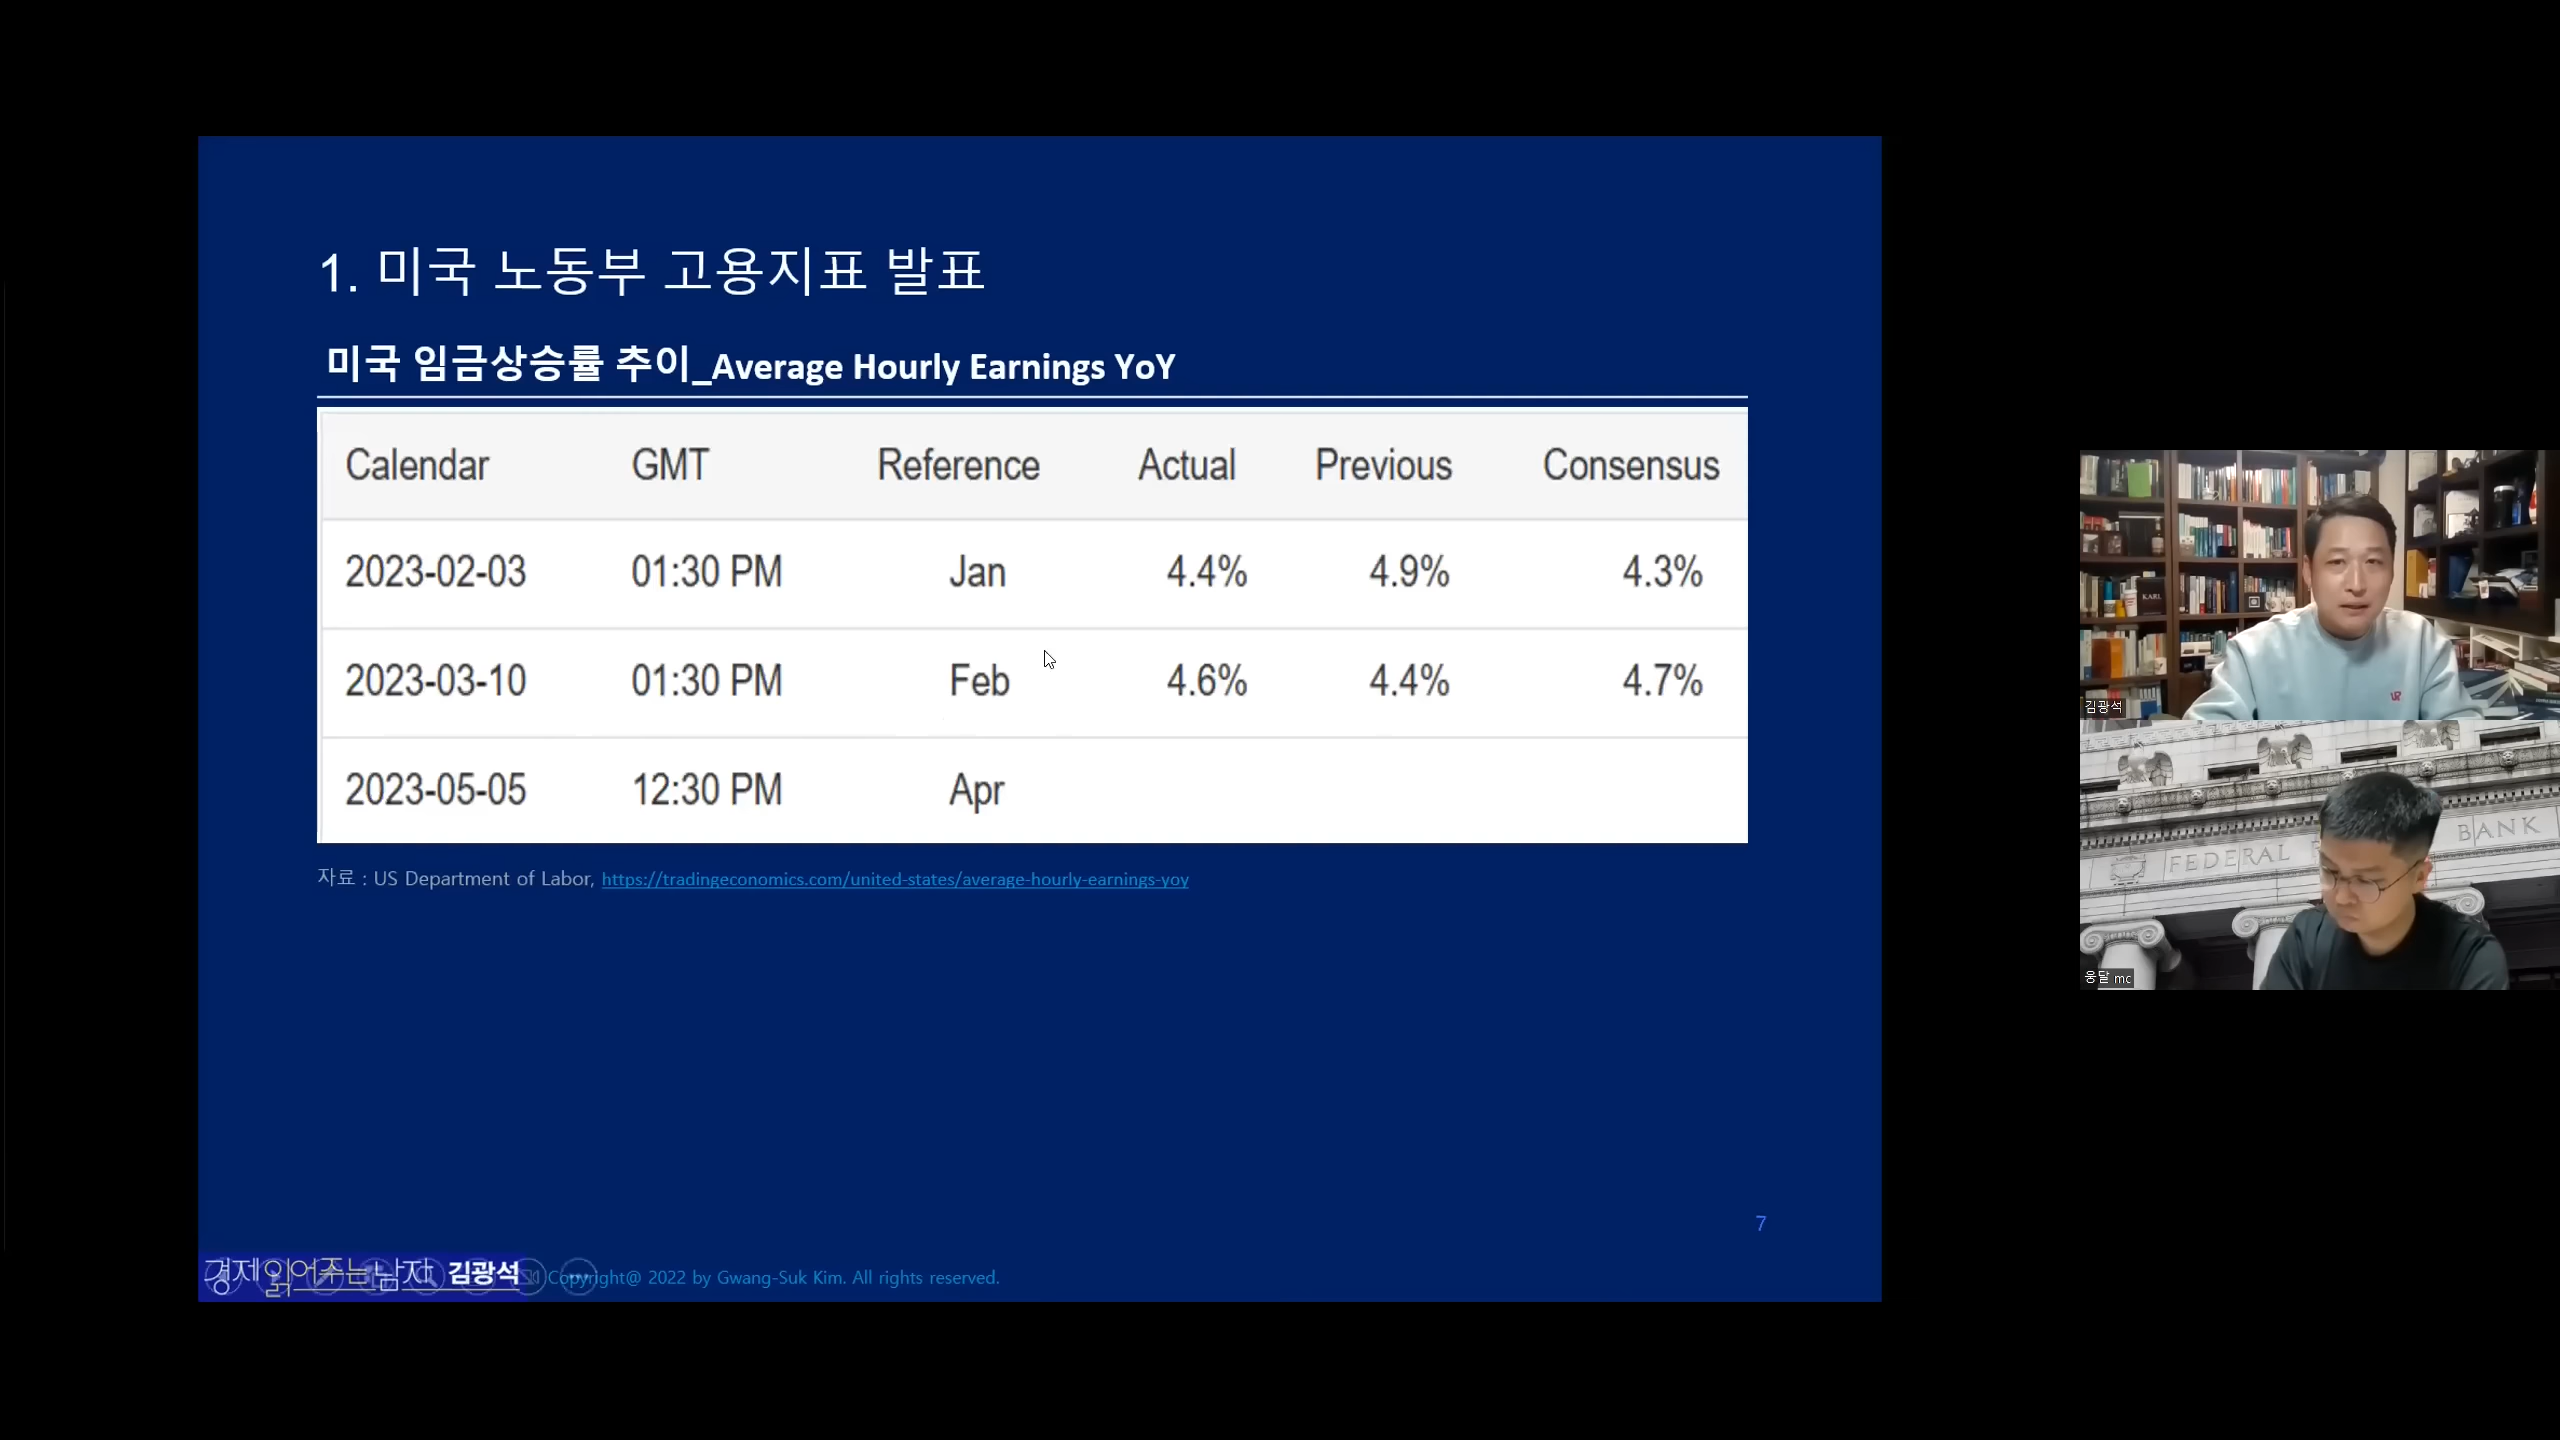 1. 미국 노동부 고용지표 발표
미국 임금상승률 추이_Average Hourly Earnings YoY
Calendar GMT Reference Actual Previous Consensus
2023-02-03 01:30 PM Jan 4.4% 4.9% 4.3%
2023-03-10 01:30 PM Feb 4.6% 4.4% 4.7%
2023-05-05 12:30 PM Apr
자료 : US Department of Labor, https://tradingeconomics.com/united-states/average-hourly-earnings-yoy
7
경제읽어주는남자 김광석
Copyright@ 2022 by Gwang-Suk Kim. All rights reserved.
KARL
김광석
FEDERAL
BANK
웅달 mc